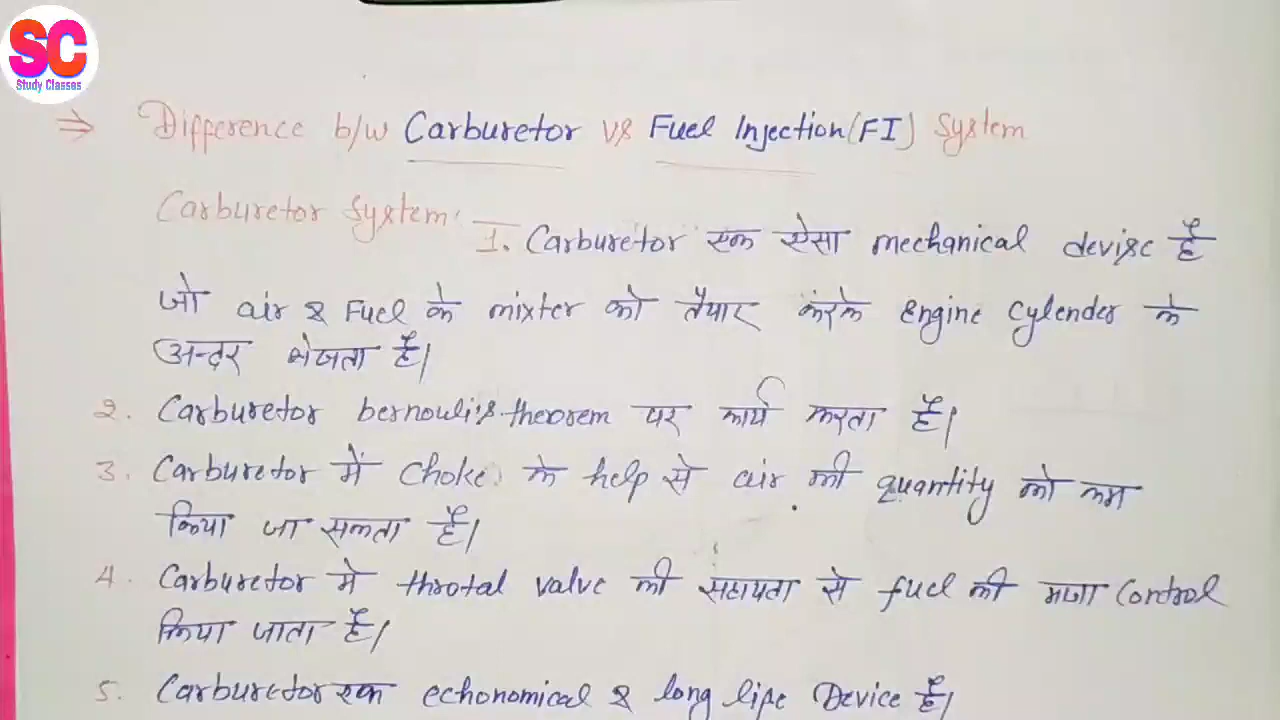 SC
Study Classes
⇒ Difference b/w Carburetor vs Fuel Injection (FI) System
Carburetor System:
1. Carburetor एक ऐसा mechanical device है
जो air & Fuel के mixter को तैयार करके Engine Cylender के
अन्दर भेजता है।
2. Carburetor bernouli's theorem पर कार्य करता है।
3. Carburetor में choke के help से air की quantity को कम
किया जा सकता है।
4. Carburetor मे throtal valve की सहायता से fuel की मात्रा Control
किया जाता है।
5. Carburetor एक echonomical & long life Device है।